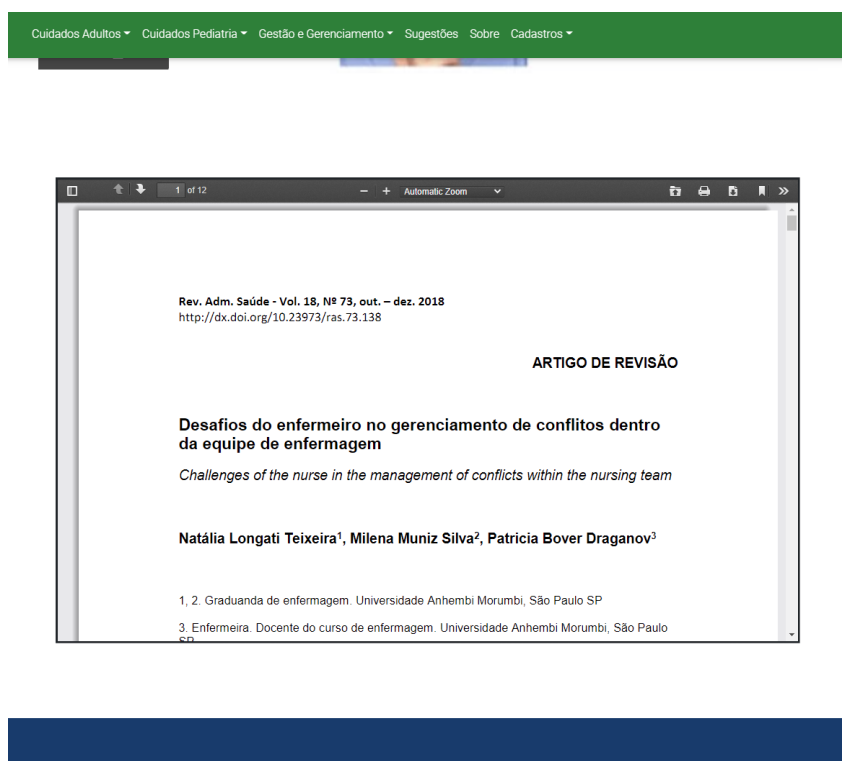 Cuidados Adultos Cuidados Pediatria Gestão e Gerenciamento Sugestões Sobre Cadastros
1 of 12 Automatic Zoom
Rev. Adm. Saúde - Vol. 18, Nº 73, out. – dez. 2018
http://dx.doi.org/10.23973/ras.73.138
ARTIGO DE REVISÃO
Desafios do enfermeiro no gerenciamento de conflitos dentro
da equipe de enfermagem
Challenges of the nurse in the management of conflicts within the nursing team
Natália Longati Teixeira¹, Milena Muniz Silva², Patricia Bover Draganov³
1, 2. Graduanda de enfermagem. Universidade Anhembi Morumbi, São Paulo SP
3. Enfermeira. Docente do curso de enfermagem. Universidade Anhembi Morumbi, São Paulo
SP